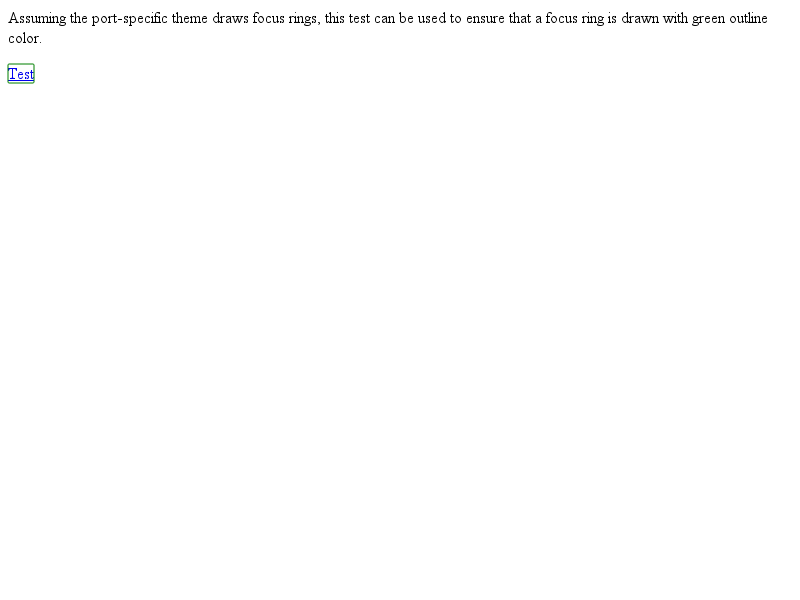 Assuming the port-specific theme draws focus rings, this test can be used to ensure that a focus ring is drawn with green outline
color.
Test